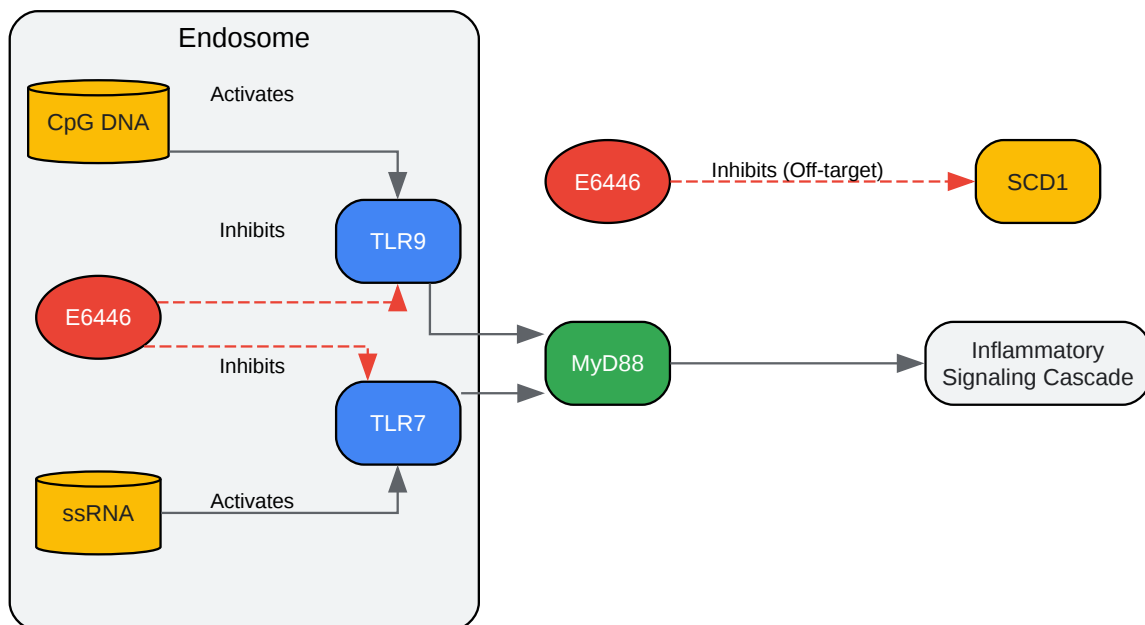 Endosome
Activates
CpG DNA
E6446
Inhibits (Off-target)
SCD1
Inhibits
TLR9
E6446
Inhibits
MyD88
Inflammatory
Signaling Cascade
TLR7
Activates
ssRNA